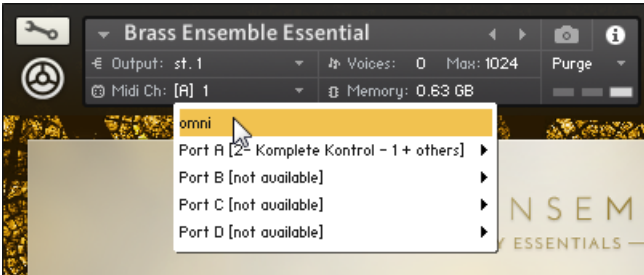 Brass Ensemble Essential
Output: st. 1
Voices: 0 Max: 1024
Purge
Midi Ch: [A] 1
Memory: 0.63 GB
omni
Port A [2- Komplete Kontrol - 1 + others]
Port B [not available]
Port C [not available]
Port D [not available]
NSEM
ESSENTIALS —